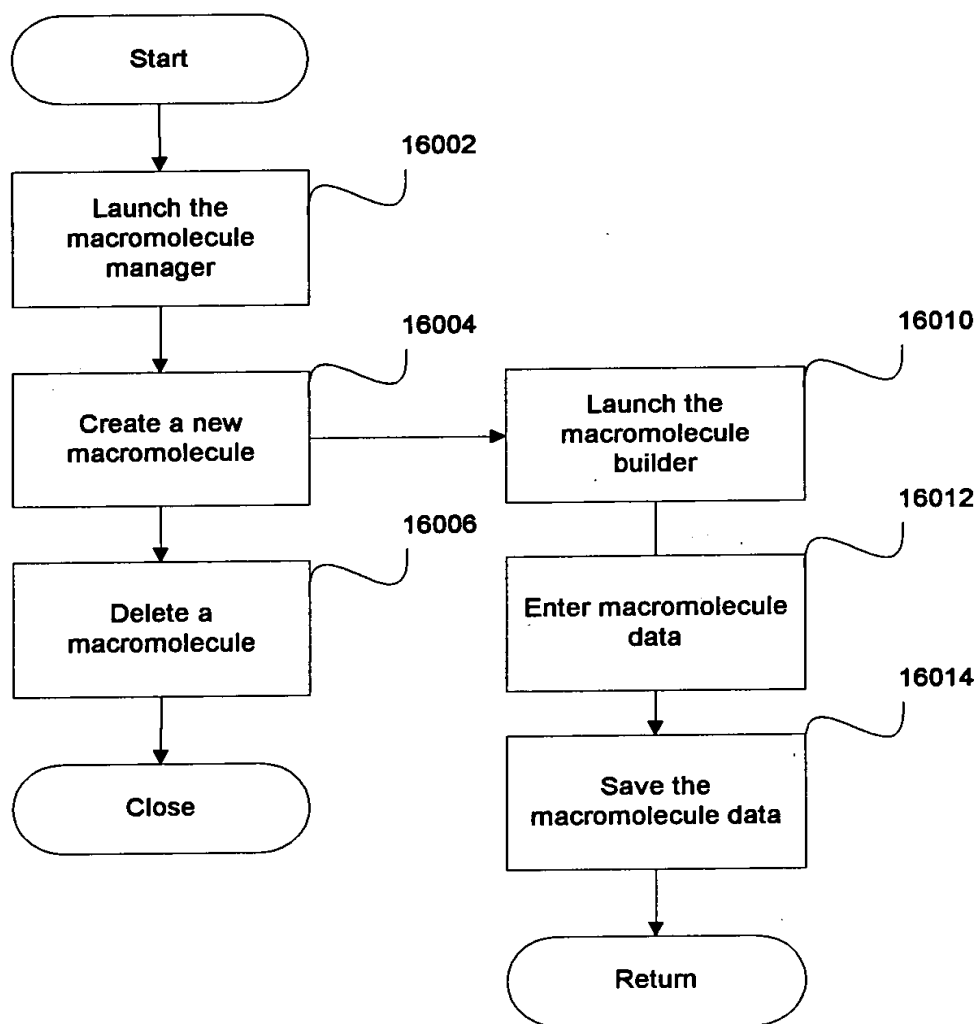 Start
16002
Launch the
macromolecule
manager
16004
Create a new
macromolecule
16006
Delete a
macromolecule
Close
16010
Launch the
macromolecule
builder
16012
Enter macromolecule
data
16014
Save the
macromolecule data
Return